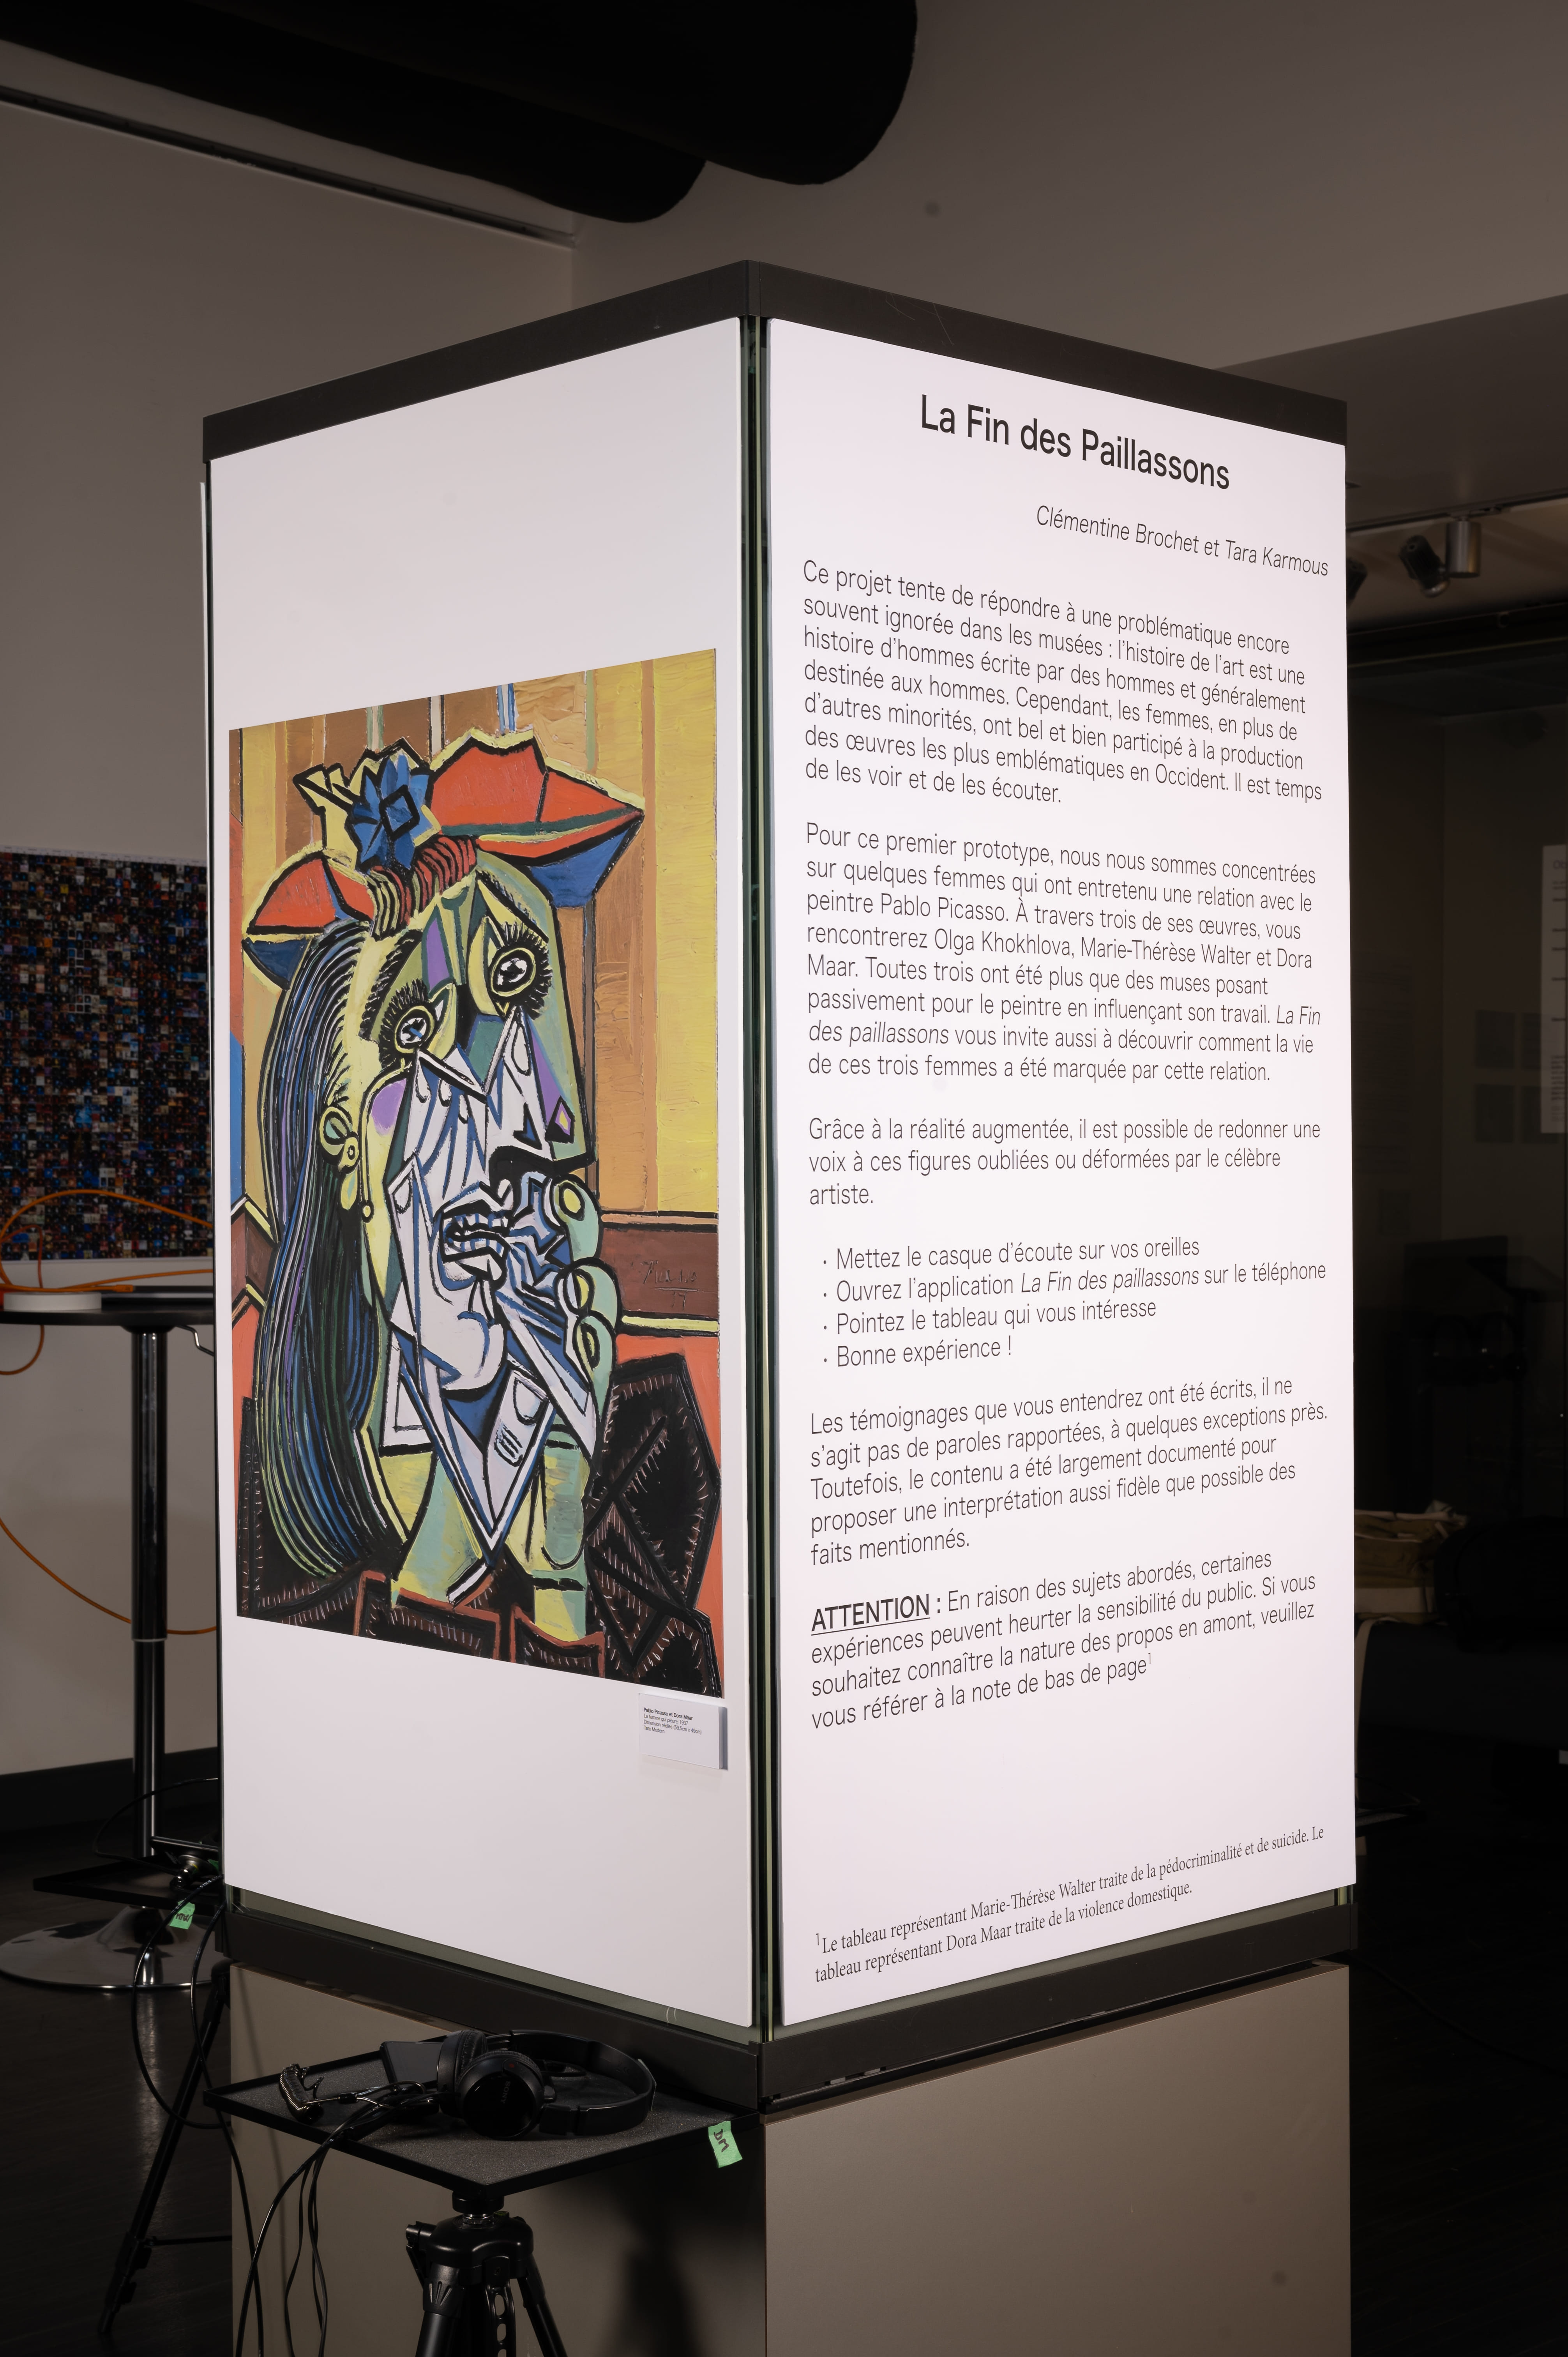 La Fin des Paillassons
Clémentine Brochet et Tara Karmous
Ce projet tente de répondre à une problématique encore
souvent ignorée dans les musées : l'histoire de l'art est une
histoire d'hommes écrite par des hommes et généralement
destinée aux hommes. Cependant, les femmes, en plus de
d'autres minorités, ont bel et bien participé à la production
des œuvres les plus emblématiques en Occident. Il est temps
de les voir et de les écouter.
Pour ce premier prototype, nous nous sommes concentrées
sur quelques femmes qui ont entretenu une relation avec le
peintre Pablo Picasso. À travers trois de ses œuvres, vous
rencontrerez Olga Khokhlova, Marie-Thérèse Walter et Dora
Maar. Toutes trois ont été plus que des muses posant
passivement pour le peintre en influençant son travail. La Fin
des paillassons vous invite aussi à découvrir comment la vie
de ces trois femmes a été marquée par cette relation.
Grâce à la réalité augmentée, il est possible de redonner une
voix à ces figures oubliées ou déformées par le célèbre
artiste.
· Mettez le casque d'écoute sur vos oreilles
· Ouvrez l'application La Fin des paillassons sur le téléphone
· Pointez le tableau qui vous intéresse
· Bonne expérience !
Les témoignages que vous entendrez ont été écrits, il ne
s'agit pas de paroles rapportées, à quelques exceptions près.
Toutefois, le contenu a été largement documenté pour
proposer une interprétation aussi fidèle que possible des
faits mentionnés.
ATTENTION : En raison des sujets abordés, certaines
expériences peuvent heurter la sensibilité du public. Si vous
souhaitez connaître la nature des propos en amont, veuillez
vous référer à la note de bas de page¹
¹Le tableau représentant Marie-Thérèse Walter traite de la pédocriminalité et de suicide. Le
tableau représentant Dora Maar traite de la violence domestique.
Pablo Picasso et Dora Maar
La femme qui pleure, 1937
Tate Modern